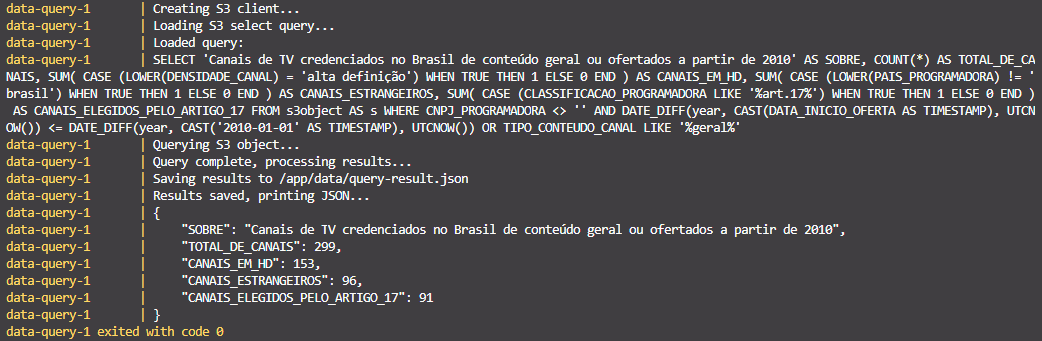 data-query-1 | Creating S3 client...
data-query-1 | Loading S3 select query...
data-query-1 | Loaded query:
data-query-1 | SELECT 'Canais de TV credenciados no Brasil de conteúdo geral ou ofertados a partir de 2010' AS SOBRE, COUNT(*) AS TOTAL_DE_CA
NAIS, SUM( CASE (LOWER(DENSIDADE_CANAL) = 'alta definição') WHEN TRUE THEN 1 ELSE 0 END ) AS CANAIS_EM_HD, SUM( CASE (LOWER(PAIS_PROGRAMADORA) != '
brasil') WHEN TRUE THEN 1 ELSE 0 END ) AS CANAIS_ESTRANGEIROS, SUM( CASE (CLASSIFICACAO_PROGRAMADORA LIKE '%art.17%') WHEN TRUE THEN 1 ELSE 0 END )
AS CANAIS_ELEGIDOS_PELO_ARTIGO_17 FROM s3object AS s WHERE CNPJ_PROGRAMADORA <> '' AND DATE_DIFF(year, CAST(DATA_INICIO_OFERTA AS TIMESTAMP), UTCN
OW()) <= DATE_DIFF(year, CAST('2010-01-01' AS TIMESTAMP), UTCNOW()) OR TIPO_CONTEUDO_CANAL LIKE '%geral%'
data-query-1 | Querying S3 object...
data-query-1 | Query complete, processing results...
data-query-1 | Saving results to /app/data/query-result.json
data-query-1 | Results saved, printing JSON...
data-query-1 | {
data-query-1 | "SOBRE": "Canais de TV credenciados no Brasil de conteúdo geral ou ofertados a partir de 2010",
data-query-1 | "TOTAL_DE_CANAIS": 299,
data-query-1 | "CANAIS_EM_HD": 153,
data-query-1 | "CANAIS_ESTRANGEIROS": 96,
data-query-1 | "CANAIS_ELEGIDOS_PELO_ARTIGO_17": 91
data-query-1 | }
data-query-1 exited with code 0